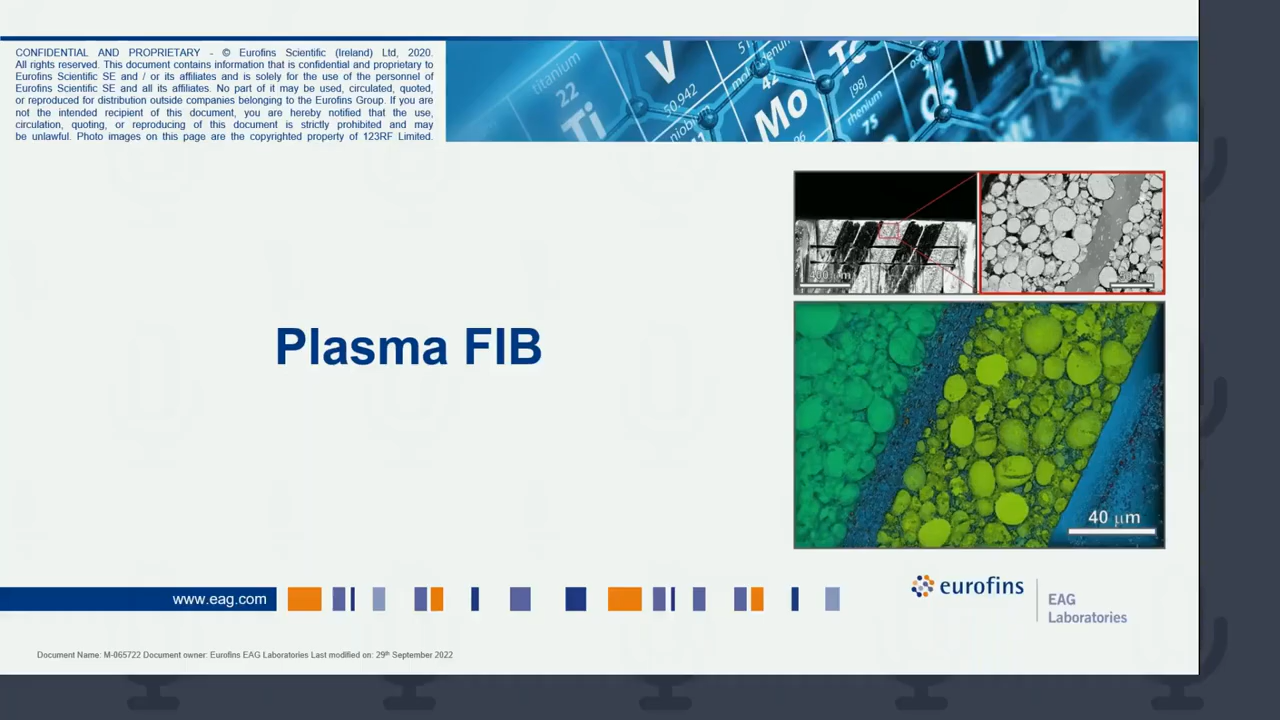 CONFIDENTIAL AND PROPRIETARY - © Eurofins Scientific (Ireland) Ltd, 2020.
All rights reserved. This document contains information that is confidential and proprietary to
Eurofins Scientific SE and / or its affiliates and is solely for the use of the personnel of
Eurofins Scientific SE and all its affiliates. No part of it may be used, circulated, quoted,
or reproduced for distribution outside companies belonging to the Eurofins Group. If you are
not the intended recipient of this document, you are hereby notified that the use,
circulation, quoting, or reproducing of this document is strictly prohibited and may
be unlawful. Photo images on this page are the copyrighted property of 123RF Limited.
titanium
22
Ti
V
50.942
42
Mo
[98]
rhenium
75
Plasma FIB
40 μm
www.eag.com
eurofins
EAG
Laboratories
Document Name: M-065722 Document owner: Eurofins EAG Laboratories Last modified on: 29th September 2022